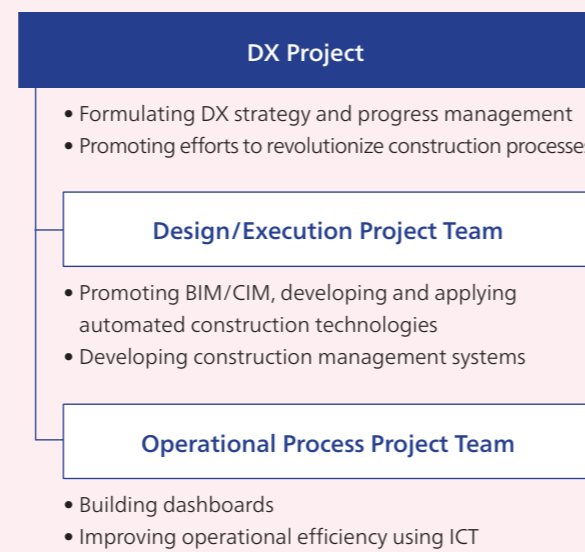 DX Project
• Formulating DX strategy and progress management
• Promoting efforts to revolutionize construction processes
Design/Execution Project Team
• Promoting BIM/CIM, developing and applying
automated construction technologies
• Developing construction management systems
Operational Process Project Team
• Building dashboards
• Improving operational efficiency using ICT